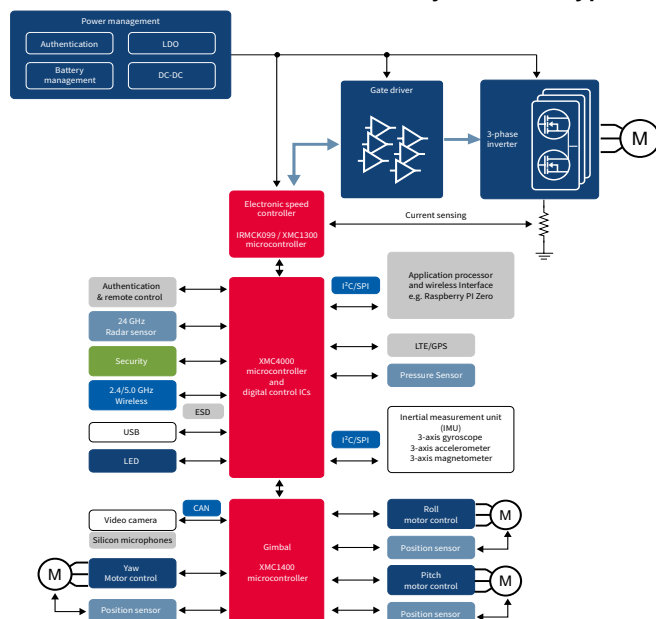 Power management
Authentication
LDO
Battery
management
DC-DC
Gate driver
3-phase
inverter
M
Electronic speed
controller
IRMCK099 / XMC1300
microcontroller
Current sensing
Authentication
& remote control
24 GHz
Radar sensor
Security
2.4/5.0 GHz
Wireless
ESD
USB
LED
XMC4000
microcontroller
and
digital control ICs
I²C/SPI
Application processor
and wireless Interface
e.g. Raspberry PI Zero
LTE/GPS
Pressure Sensor
I²C/SPI
Inertial measurement unit
(IMU)
3-axis gyroscope
3-axis accelerometer
3-axis magnetometer
CAN
Video camera
Silicon microphones
M
Yaw
Motor control
Position sensor
Gimbal
XMC1400
microcontroller
Roll
motor control
M
Position sensor
Pitch
motor control
M
Position sensor